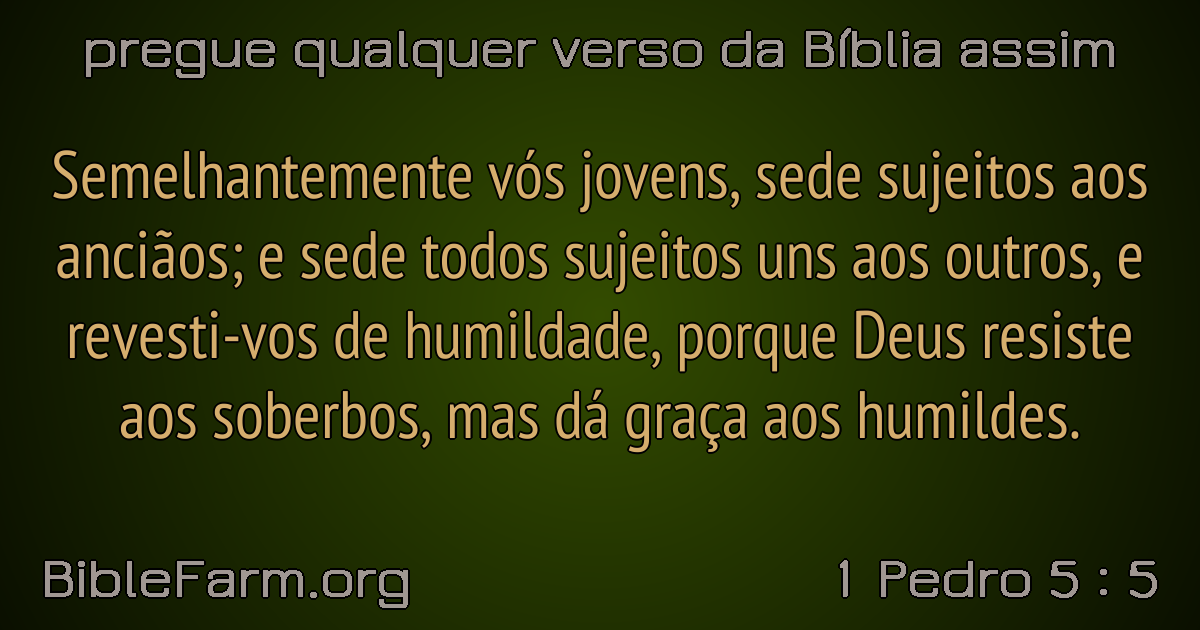 pregue qualquer verso da Bíblia assim
Semelhantemente vós jovens, sede sujeitos aos
anciãos; e sede todos sujeitos uns aos outros, e
revesti-vos de humildade, porque Deus resiste
aos soberbos, mas dá graça aos humildes.
BibleFarm.org
1 Pedro 5 : 5